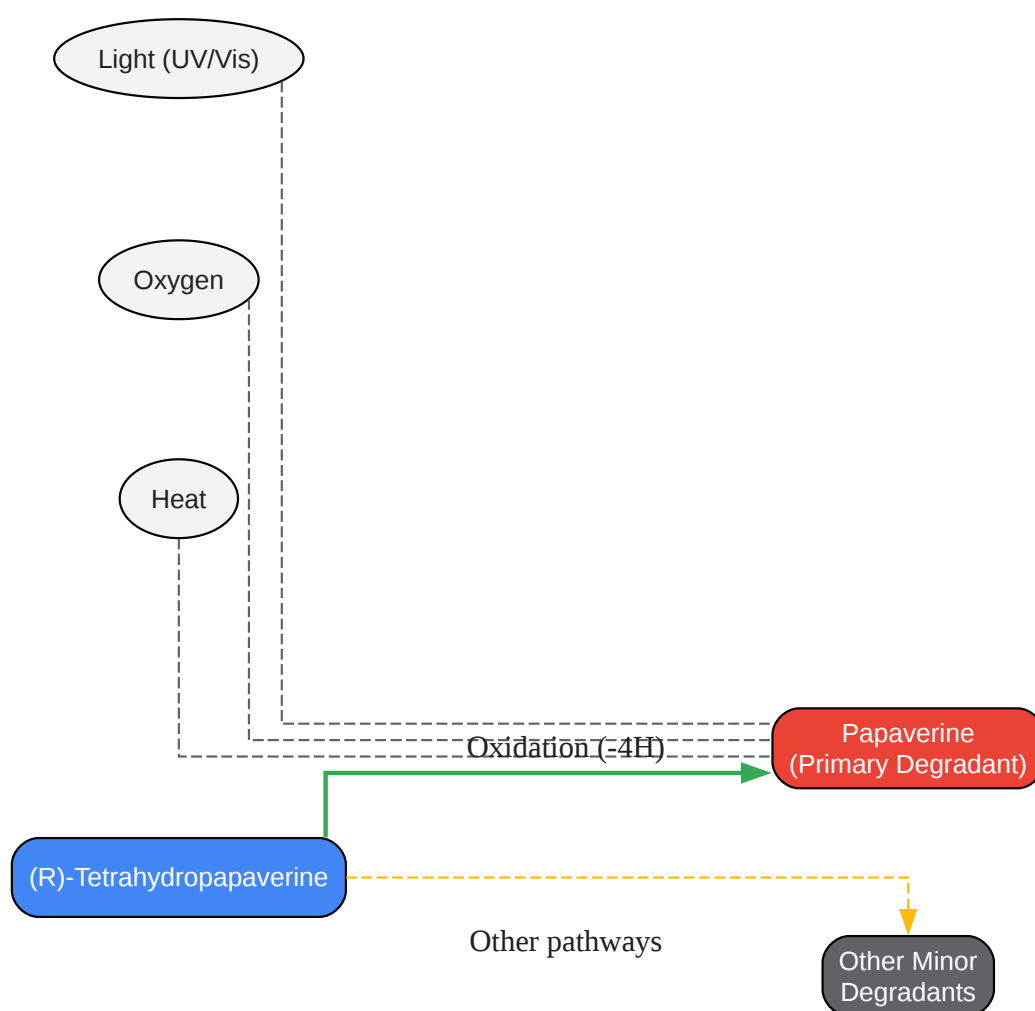 Light (UV/Vis)
Oxygen
Heat
Papaverine
(Primary Degradant)
Oxidation (-4H)
(R)-Tetrahydropapaverine
Other pathways
Other Minor
Degradants